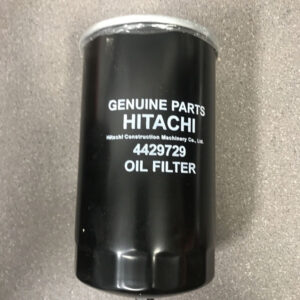 GENUINE PARTS
HITACHI
Hitachi Construction Machinery Co., Ltd.
4429729
OIL FILTER